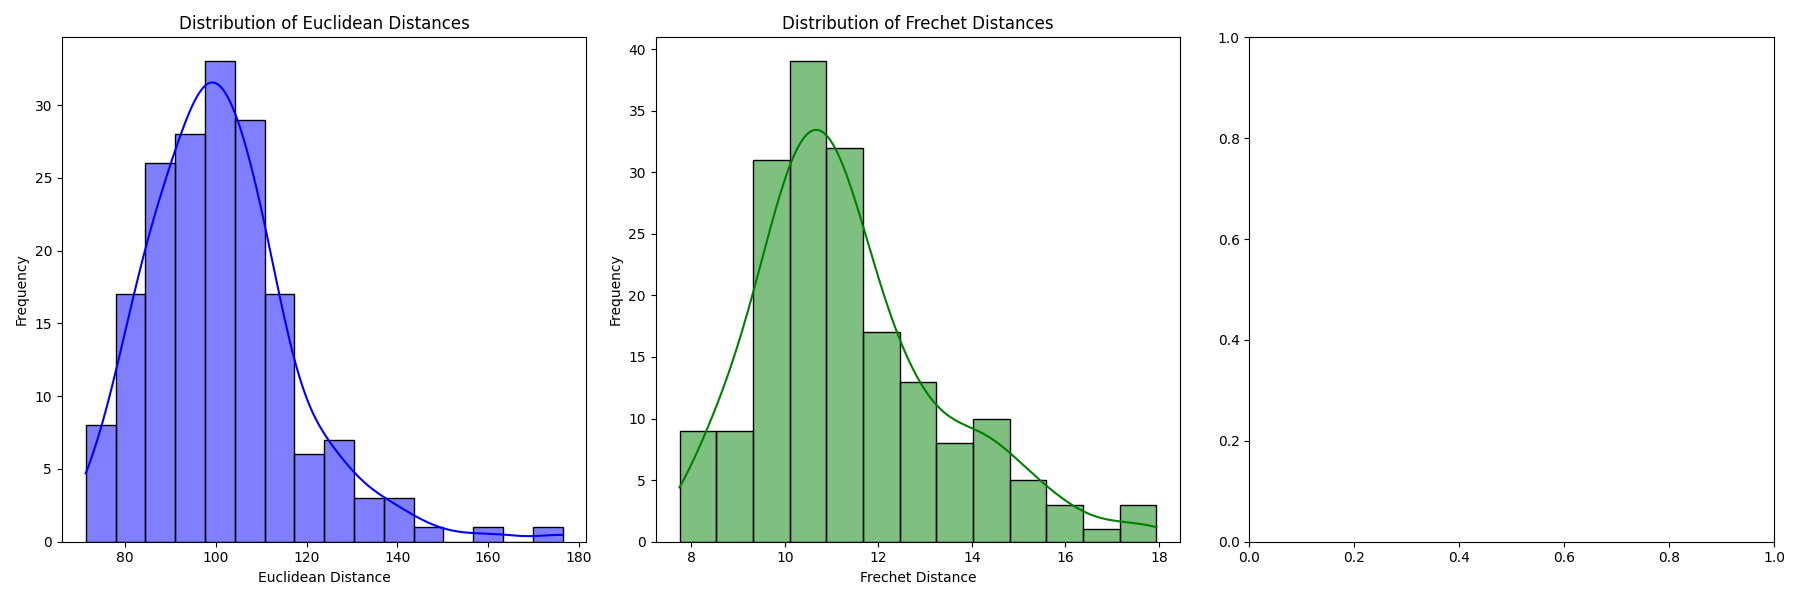 Distribution of Euclidean Distances
30
25
20
15
10
5
0
Frequency
80 100 120 140 160 180
Euclidean Distance
Distribution of Frechet Distances
40
35
30
25
20
15
10
5
0
Frequency
8 10 12 14 16 18
Frechet Distance
1.0
0.8
0.6
0.4
0.2
0.0
0.0 0.2 0.4 0.6 0.8 1.0